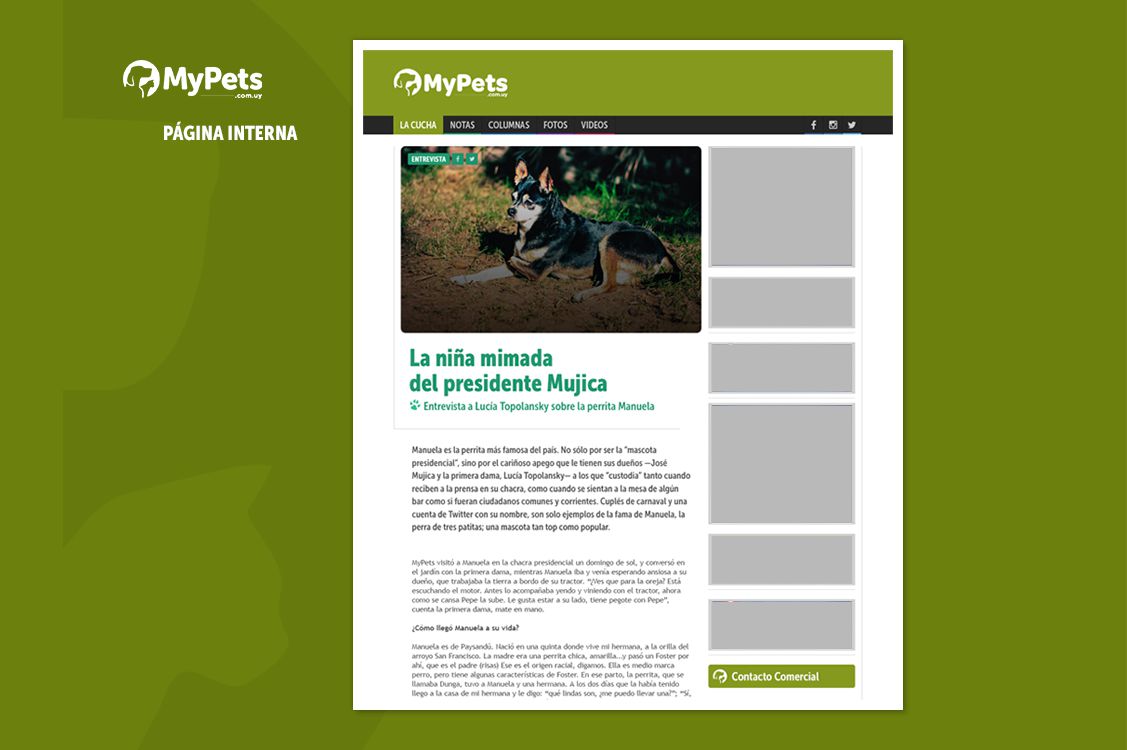 MyPets
.com.uy
PÁGINA INTERNA
MyPets
.com.uy
LA CUCHA NOTAS COLUMNAS FOTOS VIDEOS
ENTREVISTA
La niña mimada
del presidente Mujica
Entrevista a Lucía Topolansky sobre la perrita Manuela
Manuela es la perrita más famosa del país. No sólo por ser la “mascota
presidencial”, sino por el cariñoso apego que le tienen sus dueños —José
Mujica y la primera dama, Lucía Topolansky— a los que “custodia” tanto cuando
reciben a la prensa en su chacra, como cuando se sientan a la mesa de algún
bar como si fueran ciudadanos comunes y corrientes. Cuplés de carnaval y una
cuenta de Twitter con su nombre, son solo ejemplos de la fama de Manuela, la
perra de tres patitas; una mascota tan top como popular.
MyPets visitó a Manuela en la chacra presidencial un domingo de sol, y conversó en
el jardín con la primera dama, mientras Manuela iba y venía esperando ansiosa a su
dueño, que trabajaba la tierra a bordo de su tractor. “¿Ves que para la oreja? Está
escuchando el motor. Antes lo acompañaba yendo y viniendo con el tractor, ahora
como se cansa Pepe la sube. Le gusta estar a su lado, tiene pegote con Pepe”,
cuenta la primera dama, mate en mano.
¿Cómo llegó Manuela a su vida?
Manuela es de Paysandú. Nació en una quinta donde vive mi hermana, a la orilla del
arroyo San Francisco. La madre era una perrita chica, amarilla...y pasó un Foster por
ahí, que es el padre (risas) Ese es el origen racial, digamos. Ella es medio marca
perro, pero tiene algunas características de Foster. En ese parto, la perrita, que se
llamaba Dunga, tuvo a Manuela y una hermana. A los dos días que la había tenido
llego a la casa de mi hermana y le digo: “qué lindas son, ¿me puedo llevar una?”; “Sí,
Contacto Comercial